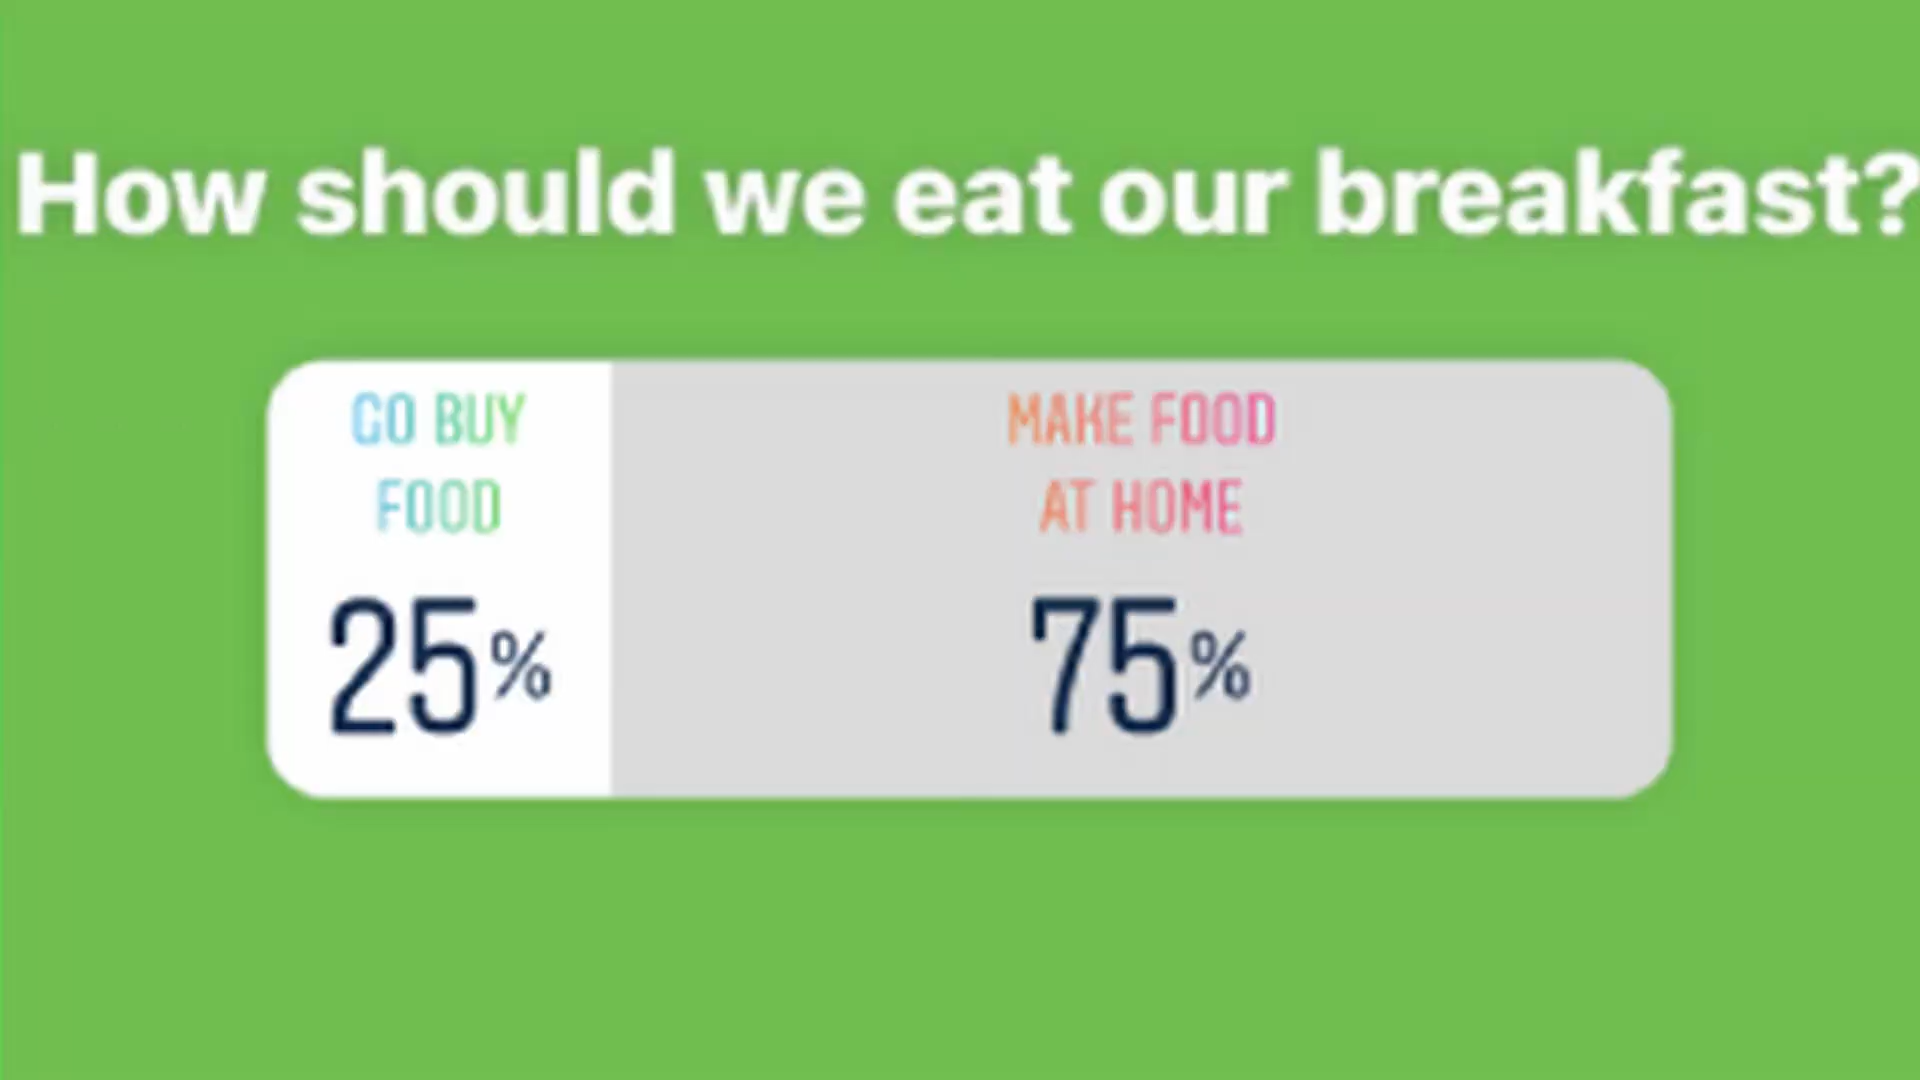 How should we eat our breakfast?
GO BUY
FOOD
25%
MAKE FOOD
AT HOME
75%